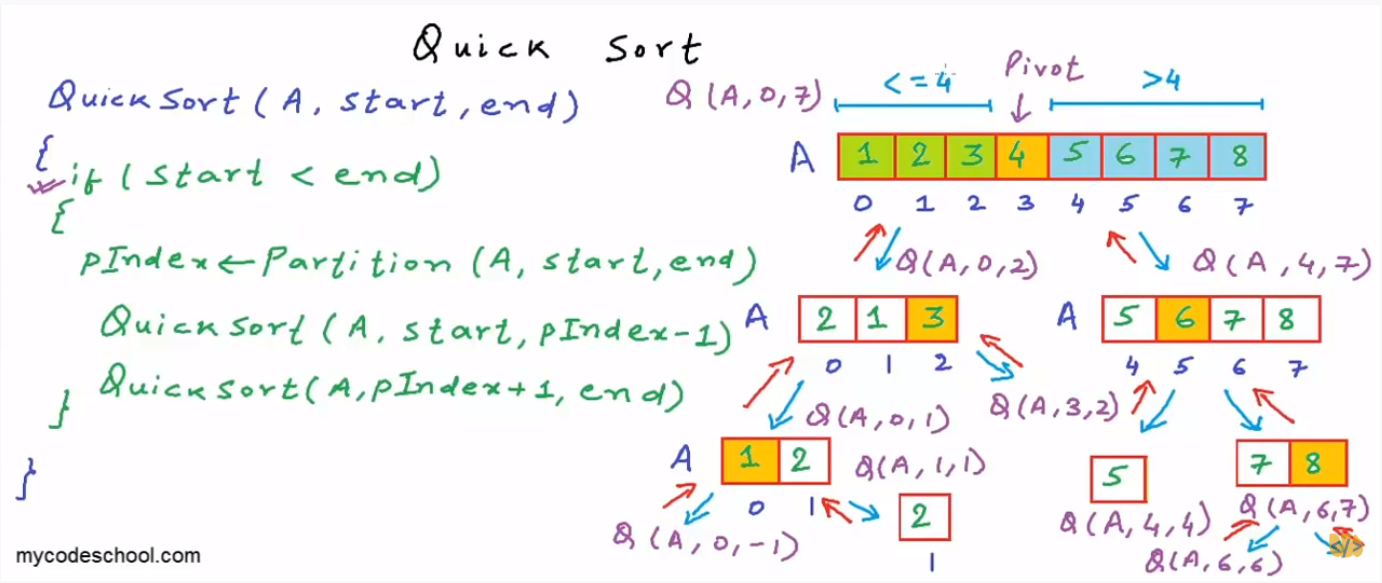 Quick Sort
QuickSort (A, start, end)
{
if (start < end)
{
pIndex ← Partition (A, start, end)
QuickSort (A, start, pIndex-1)
QuickSort (A, pIndex+1, end)
}
}
Q (A, 0, 7)
<= 4
Pivot
>4
A
1 2 3 4 5 6 7 8
0 1 2 3 4 5 6 7
Q(A, 0, 2)
Q(A, 4, 7)
A
2 1 3
0 1 2
A
5 6 7 8
4 5 6 7
Q(A, 0, 1)
Q(A, 3, 2)
A
1 2
0 1
Q(A, 1, 1)
2
1
5
Q(A, 4, 4)
7 8
Q(A, 6, 7)
Q(A, 0, -1)
Q(A, 6, 6)
</>
mycodeschool.com